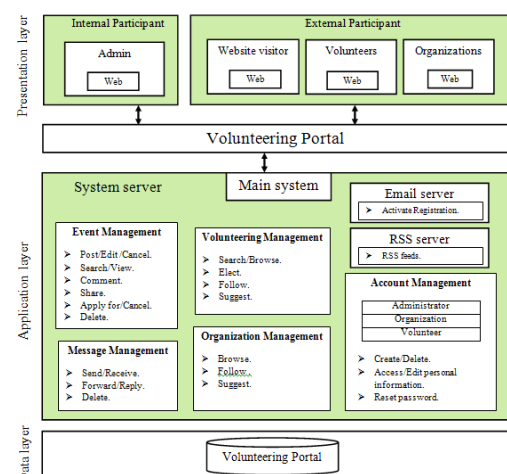 Presentation layer
Internal Participant
Admin
Web
External Participant
Website visitor
Web
Volunteers
Web
Organizations
Web
Volunteering Portal
Application layer
System server
Main system
Email server
➤ Activate Registration.
RSS server
➤ RSS feeds.
Event Management
➤ Post/Edit/Cancel.
➤ Search/View.
➤ Comment.
➤ Share.
➤ Apply for/Cancel.
➤ Delete.
Volunteering Management
➤ Search/Browse.
➤ Elect.
➤ Follow.
➤ Suggest.
Account Management
Administrator
Organization
Volunteer
➤ Create/Delete.
➤ Access/Edit personal
information.
➤ Reset password.
Message Management
➤ Send/Receive.
➤ Forward/Reply.
➤ Delete.
Organization Management
➤ Browse.
➤ Follow..
➤ Suggest.
ata layer
Volunteering Portal